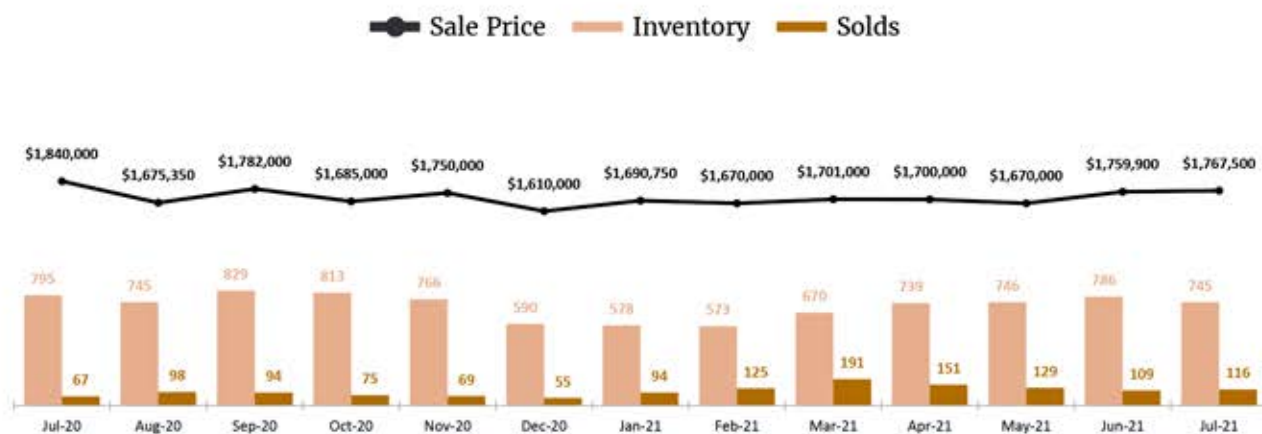 Sale Price Inventory Solds
$1,840,000 $1,675,350 $1,782,000 $1,685,000 $1,750,000 $1,610,000 $1,690,750 $1,670,000 $1,701,000 $1,700,000 $1,670,000 $1,759,900 $1,767,500
795 745 829 813 766 590 578 573 670 739 746 786 745
67 98 94 75 69 55 94 125 191 151 129 109 116
Jul-20 Aug-20 Sep-20 Oct-20 Nov-20 Dec-20 Jan-21 Feb-21 Mar-21 Apr-21 May-21 Jun-21 Jul-21